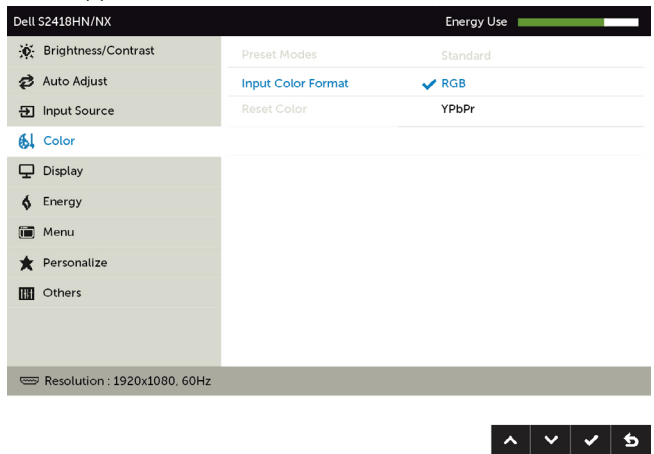 Dell S2418HN/NX
Energy Use
Brightness/Contrast
Preset Modes
Standard
Auto Adjust
Input Color Format
RGB
Input Source
Reset Color
YPbPr
Color
Display
Energy
Menu
Personalize
Others
Resolution : 1920x1080, 60Hz